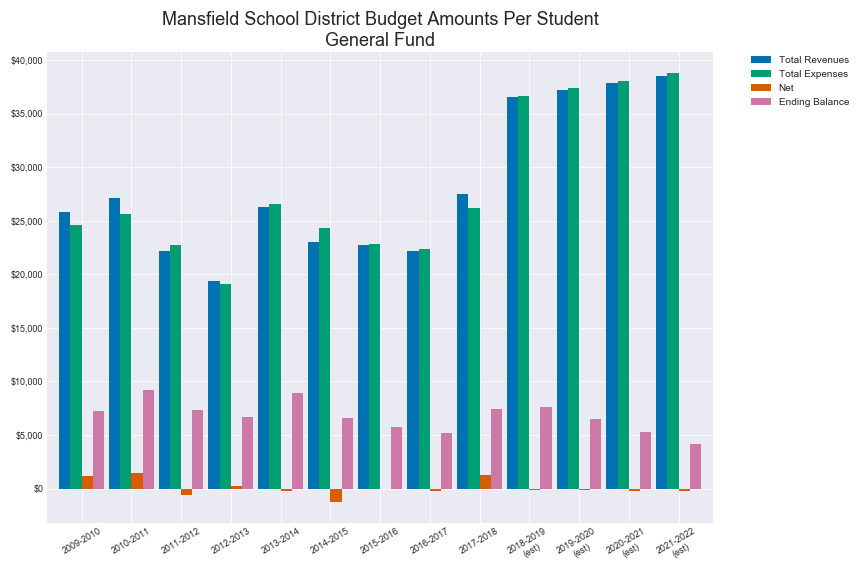 Mansfield School District Budget Amounts Per Student
General Fund
$40,000
$35,000
$30,000
$25,000
$20,000
$15,000
$10,000
$5,000
$0
2009-2010
2010-2011
2011-2012
2012-2013
2013-2014
2014-2015
2015-2016
2016-2017
2017-2018
2018-2019
(est)
2019-2020
(est)
2020-2021
(est)
2021-2022
(est)
Total Revenues
Total Expenses
Net
Ending Balance